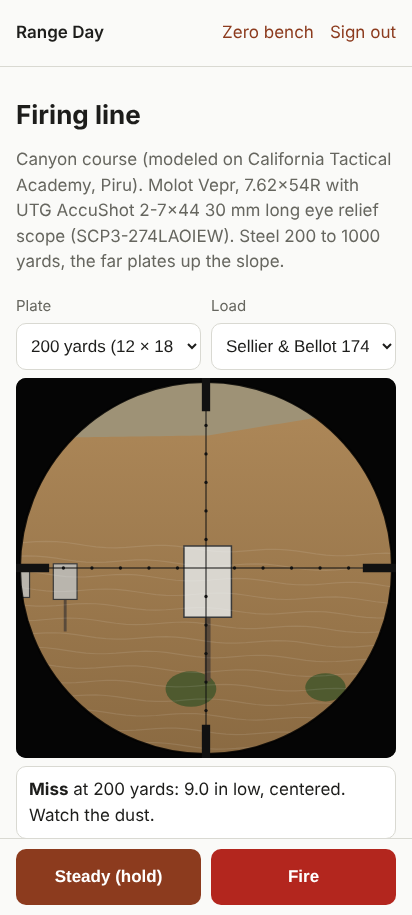 Range Day
Zero bench
Sign out
Firing line
Canyon course (modeled on California Tactical
Academy, Piru). Molot Vepr, 7.62×54R with
UTG AccuShot 2-7×44 30 mm long eye relief
scope (SCP3-274LAOIEW). Steel 200 to 1000
yards, the far plates up the slope.
Plate
Load
200 yards (12 × 18
Sellier & Bellot 174
Miss at 200 yards: 9.0 in low, centered.
Watch the dust.
Steady (hold)
Fire